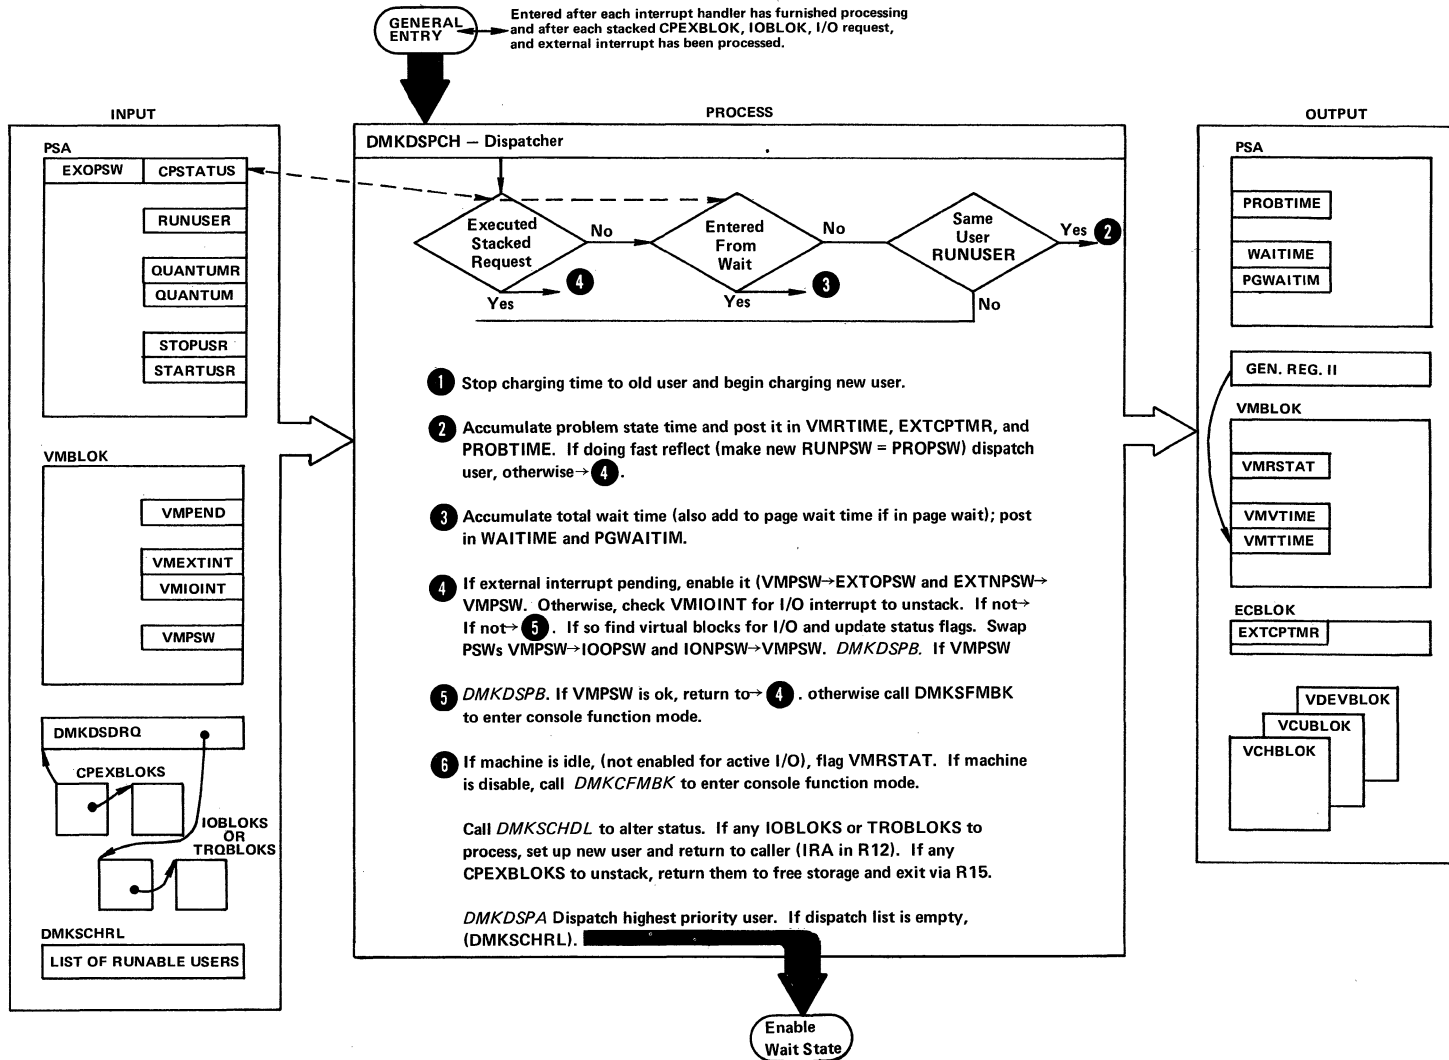 GENERAL
ENTRY
Entered after each interrupt handler has furnished processing
and after each stacked CPEXBLOK, IOBLOK, I/O request,
and external interrupt has been processed.
INPUT
PSA
EXOPSW CPSTATUS
RUNUSER
QUANTUMR
QUANTUM
STOPUSR
STARTUSR
VMBLOK
VMPEND
VMEXTINT
VMIOINT
VMPSW
DMKDSDRQ
CPEXBLOKS
IOBLOKS
OR
TRQBLOKS
DMKSCHRL
LIST OF RUNABLE USERS
PROCESS
DMKDSPCH — Dispatcher
Executed
Stacked
Request
No
Yes
4
Entered
From
Wait
No
Yes
3
Same
User
RUNUSER
Yes 2
No
1 Stop charging time to old user and begin charging new user.
2 Accumulate problem state time and post it in VMRTIME, EXTCPTMR, and
PROBTIME. If doing fast reflect (make new RUNPSW = PROPSW) dispatch
user, otherwise→ 4 .
3 Accumulate total wait time (also add to page wait time if in page wait); post
in WAITIME and PGWAITIM.
4 If external interrupt pending, enable it (VMPSW→EXTOPSW and EXTNPSW→
VMPSW. Otherwise, check VMIOINT for I/O interrupt to unstack. If not→
If not→ 5 . If so find virtual blocks for I/O and update status flags. Swap
PSWs VMPSW→IOOPSW and IONPSW→VMPSW. DMKDSPB. If VMPSW
5 DMKDSPB. If VMPSW is ok, return to→ 4 . otherwise call DMKSFMBK
to enter console function mode.
6 If machine is idle, (not enabled for active I/O), flag VMRSTAT. If machine
is disable, call DMKCFMBK to enter console function mode.
Call DMKSCHDL to alter status. If any IOBLOKS or TROBLOKS to
process, set up new user and return to caller (IRA in R12). If any
CPEXBLOKS to unstack, return them to free storage and exit via R15.
DMKDSPA Dispatch highest priority user. If dispatch list is empty,
(DMKSCHRL).
Enable
Wait State
OUTPUT
PSA
PROBTIME
WAITIME
PGWAITIM
GEN. REG. II
VMBLOK
VMRSTAT
VMVTIME
VMTTIME
ECBLOK
EXTCPTMR
VDEVBLOK
VCUBLOK
VCHBLOK